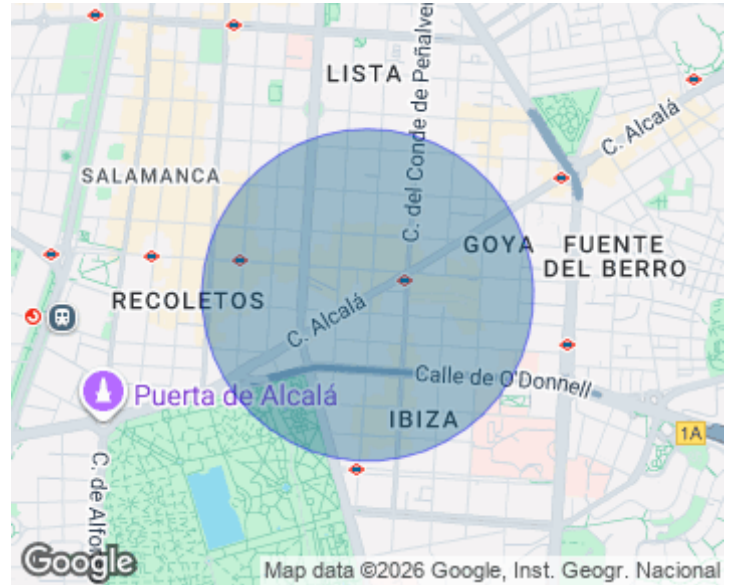 LISTA
C. del Conde de Peñalver
C. Alcalá
SALAMANCA
GOYA
FUENTE
DEL BERRO
RECOLETOS
C. Alcalá
Calle de O'Donnell
Puerta de Alcalá
IBIZA
1A
C. de Alfo
Google
Map data ©2026 Google, Inst. Geogr. Nacional